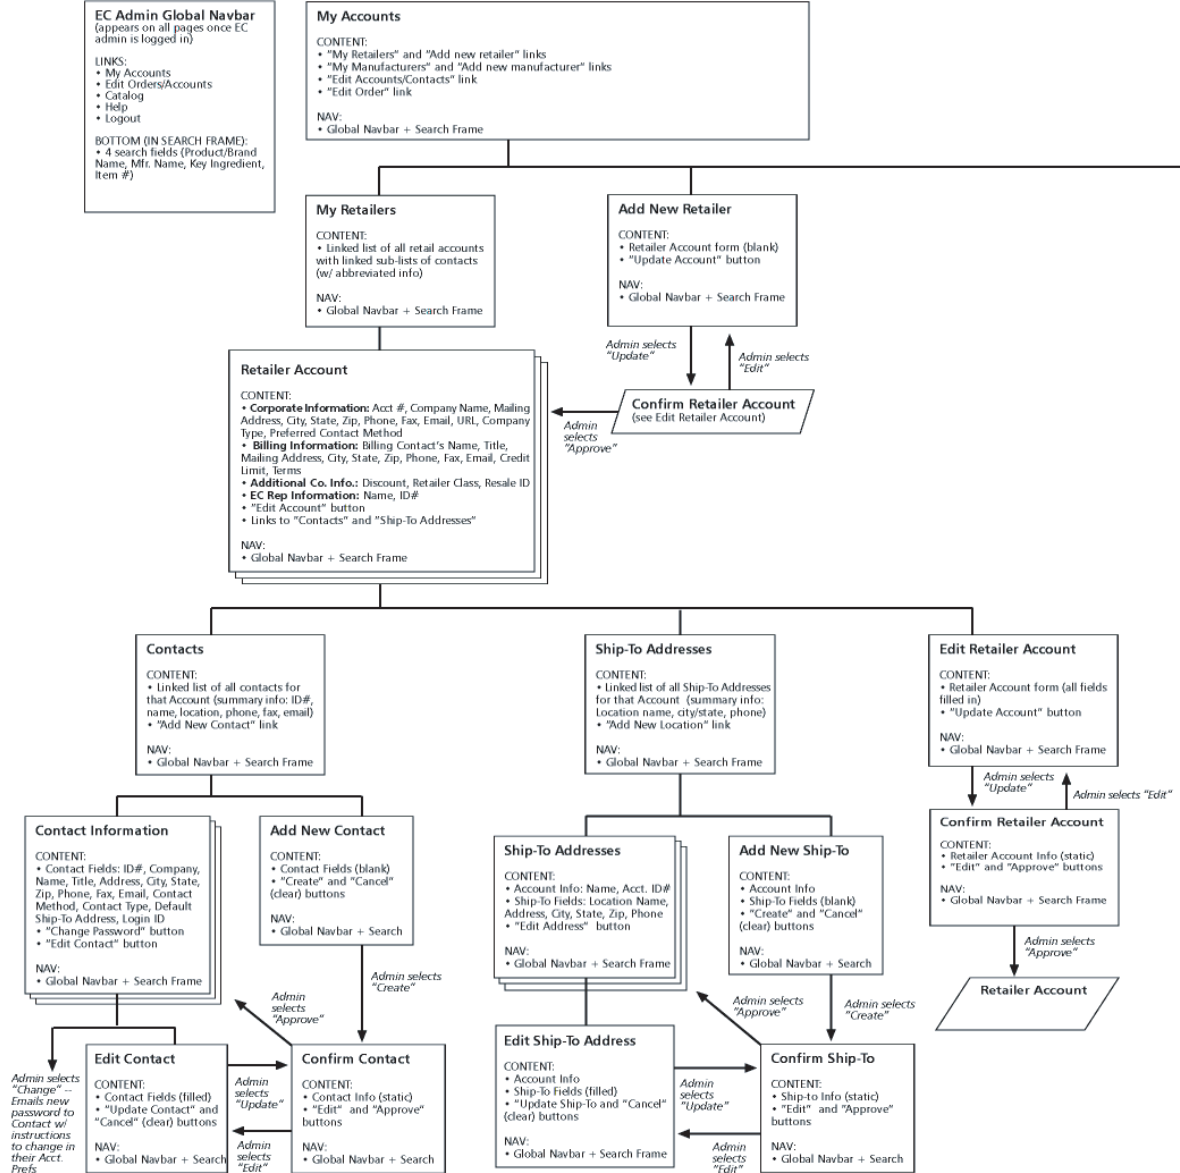 EC Admin Global Navbar
(appears on all pages once EC
admin is logged in)
LINKS:
• My Accounts
• Edit Orders/Accounts
• Catalog
• Help
• Logout
BOTTOM (IN SEARCH FRAME):
• 4 search fields (Product/Brand
Name, Mfr. Name, Key Ingredient,
Item #)
My Accounts
CONTENT:
• "My Retailers" and "Add new retailer" links
• "My Manufacturers" and "Add new manufacturer" links
• "Edit Accounts/Contacts" link
• "Edit Order" link
NAV:
• Global Navbar + Search Frame
My Retailers
CONTENT:
• Linked list of all retail accounts
with linked sub-lists of contacts
(w/ abbreviated info)
NAV:
• Global Navbar + Search Frame
Add New Retailer
CONTENT:
• Retailer Account form (blank)
• "Update Account" button
NAV:
• Global Navbar + Search Frame
Admin selects
"Update"
Admin selects
"Edit"
Confirm Retailer Account
(see Edit Retailer Account)
Admin
selects
"Approve"
Retailer Account
CONTENT:
• Corporate Information: Acct #, Company Name, Mailing
Address, City, State, Zip, Phone, Fax, Email, URL, Company
Type, Preferred Contact Method
• Billing Information: Billing Contact's Name, Title,
Mailing Address, City, State, Zip, Phone, Fax, Email, Credit
Limit, Terms
• Additional Co. Info.: Discount, Retailer Class, Resale ID
• EC Rep Information: Name, ID#
• "Edit Account" button
• Links to "Contacts" and "Ship-To Addresses"
NAV:
• Global Navbar + Search Frame
Contacts
CONTENT:
• Linked list of all contacts for
that Account (summary info: ID#,
name, location, phone, fax, email)
• "Add New Contact" link
NAV:
• Global Navbar + Search Frame
Ship-To Addresses
CONTENT:
• Linked list of all Ship-To Addresses
for that Account (summary info:
Location name, city/state, phone)
• "Add New Location" link
NAV:
• Global Navbar + Search Frame
Edit Retailer Account
CONTENT:
• Retailer Account form (all fields
filled in)
• "Update Account" button
NAV:
• Global Navbar + Search Frame
Admin selects
"Update"
Admin selects "Edit"
Contact Information
CONTENT:
• Contact Fields: ID#, Company,
Name, Title, Address, City, State,
Zip, Phone, Fax, Email, Contact
Method, Contact Type, Default
Ship-To Address, Login ID
• "Change Password" button
• "Edit Contact" button
NAV:
• Global Navbar + Search Frame
Add New Contact
CONTENT:
• Contact Fields (blank)
• "Create" and "Cancel"
(clear) buttons
NAV:
• Global Navbar + Search
Ship-To Addresses
CONTENT:
• Account Info: Name, Acct. ID#
• Ship-To Fields: Location Name,
Address, City, State, Zip, Phone
• "Edit Address" button
NAV:
• Global Navbar + Search Frame
Add New Ship-To
CONTENT:
• Account Info
• Ship-To Fields (blank)
• "Create" and "Cancel"
(clear) buttons
NAV:
• Global Navbar + Search
Confirm Retailer Account
CONTENT:
• Retailer Account Info (static)
• "Edit" and "Approve" buttons
NAV:
• Global Navbar + Search Frame
Admin selects
"Approve"
Retailer Account
Admin selects
"Create"
Admin
selects
"Approve"
Admin selects
"Approve"
Admin selects
"Create"
Admin selects
"Change" --
Emails new
password to
Contact w/
instructions
to change in
their Acct.
Prefs
Edit Contact
CONTENT:
• Contact Fields (filled)
• "Update Contact" and
"Cancel" (clear) buttons
NAV:
• Global Navbar + Search
Admin
selects
"Update"
Admin
selects
"Edit"
Confirm Contact
CONTENT:
• Contact Info (static)
• "Edit" and "Approve"
buttons
NAV:
• Global Navbar + Search
Edit Ship-To Address
CONTENT:
• Account Info
• Ship-To Fields (filled)
• "Update Ship-To and "Cancel"
(clear) buttons
NAV:
• Global Navbar + Search Frame
Admin
selects
"Update"
Admin
selects
"Edit"
Confirm Ship-To
CONTENT:
• Ship-to Info (static)
• "Edit" and "Approve"
buttons
NAV:
• Global Navbar + Search